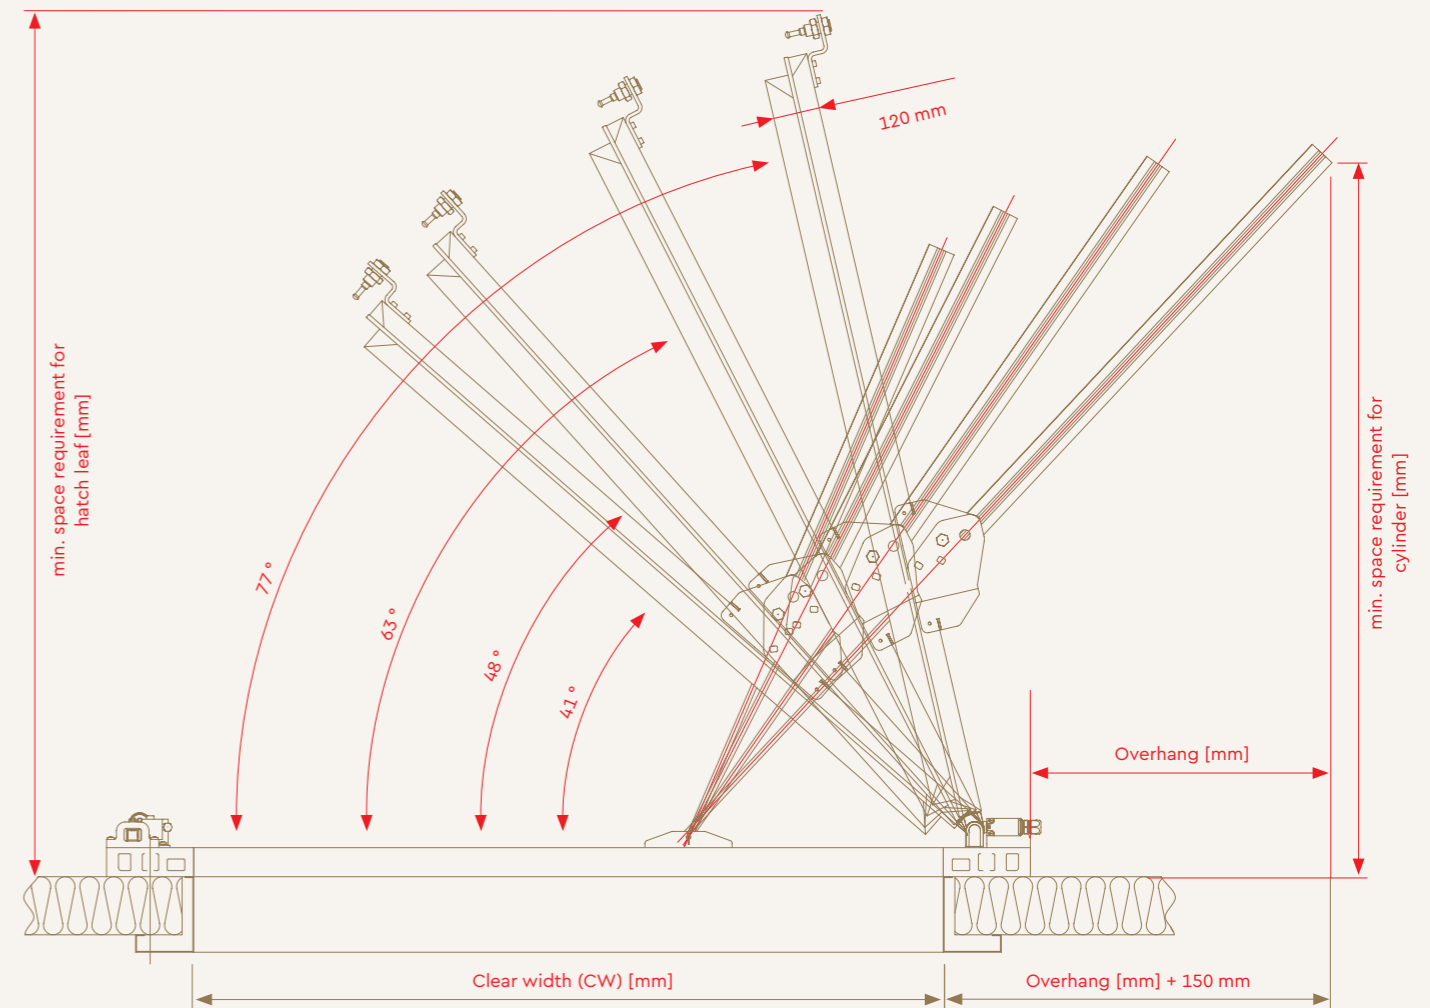 120 mm
min. space requirement for
hatch leaf [mm]
min. space requirement for
cylinder [mm]
77 °
63 °
48 °
41 °
Overhang [mm]
Clear width (CW) [mm]
Overhang [mm] + 150 mm